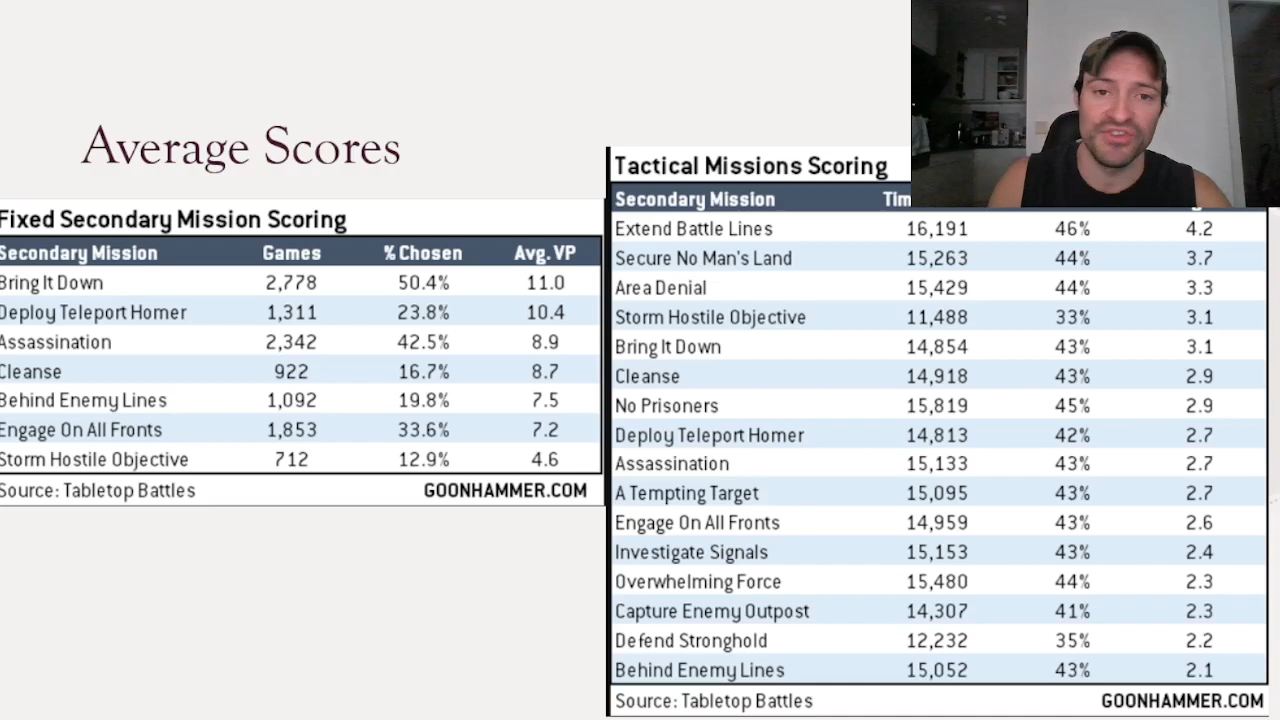 Average Scores
Fixed Secondary Mission Scoring
Secondary Mission Games % Chosen Avg. VP
Bring It Down 2,778 50.4% 11.0
Deploy Teleport Homer 1,311 23.8% 10.4
Assassination 2,342 42.5% 8.9
Cleanse 922 16.7% 8.7
Behind Enemy Lines 1,092 19.8% 7.5
Engage On All Fronts 1,853 33.6% 7.2
Storm Hostile Objective 712 12.9% 4.6
Source: Tabletop Battles GOONHAMMER.COM
Tactical Missions Scoring
Secondary Mission
Extend Battle Lines 16,191 46% 4.2
Secure No Man's Land 15,263 44% 3.7
Area Denial 15,429 44% 3.3
Storm Hostile Objective 11,488 33% 3.1
Bring It Down 14,854 43% 3.1
Cleanse 14,918 43% 2.9
No Prisoners 15,819 45% 2.9
Deploy Teleport Homer 14,813 42% 2.7
Assassination 15,133 43% 2.7
A Tempting Target 15,095 43% 2.7
Engage On All Fronts 14,959 43% 2.6
Investigate Signals 15,153 43% 2.4
Overwhelming Force 15,480 44% 2.3
Capture Enemy Outpost 14,307 41% 2.3
Defend Stronghold 12,232 35% 2.2
Behind Enemy Lines 15,052 43% 2.1
Source: Tabletop Battles GOONHAMMER.COM